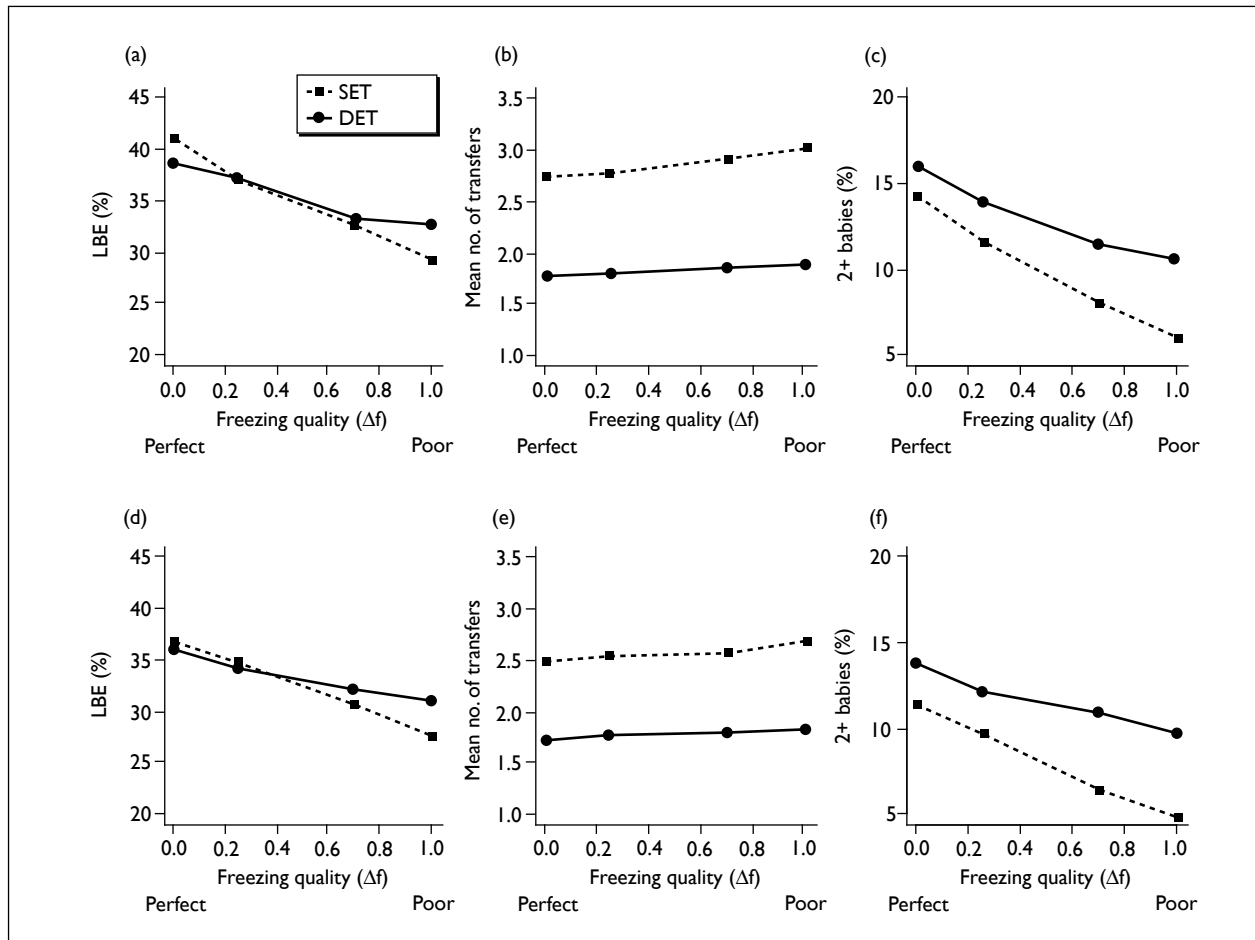 (a)
SET
DET
45
40
35
30
25
20
LBE (%)
0.0 0.2 0.4 0.6 0.8 1.0
Freezing quality (Δf)
Perfect Poor
(b)
3.5
3.0
2.5
2.0
1.5
1.0
Mean no. of transfers
0.0 0.2 0.4 0.6 0.8 1.0
Freezing quality (Δf)
Perfect Poor
(c)
20
15
10
5
2+ babies (%)
0.0 0.2 0.4 0.6 0.8 1.0
Freezing quality (Δf)
Perfect Poor
(d)
45
40
35
30
25
20
LBE (%)
0.0 0.2 0.4 0.6 0.8 1.0
Freezing quality (Δf)
Perfect Poor
(e)
3.5
3.0
2.5
2.0
1.5
1.0
Mean no. of transfers
0.0 0.2 0.4 0.6 0.8 1.0
Freezing quality (Δf)
Perfect Poor
(f)
20
15
10
5
2+ babies (%)
0.0 0.2 0.4 0.6 0.8 1.0
Freezing quality (Δf)
Perfect Poor